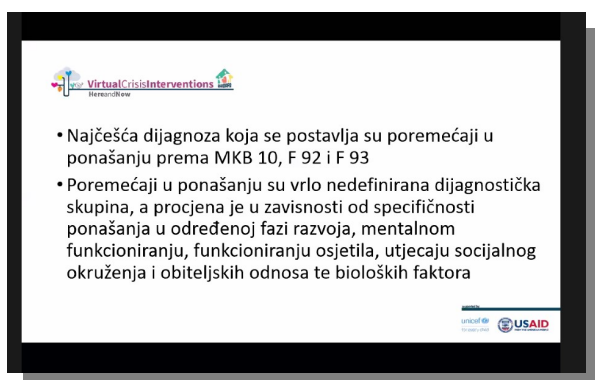 VirtualCrisisInterventions
HereandNow
• Najčešća dijagnoza koja se postavlja su poremećaji u
ponašanju prema MKB 10, F 92 i F 93
• Poremećaji u ponašanju su vrlo nedefinirana dijagnostička
skupina, a procjena je u zavisnosti od specifičnosti
ponašanja u određenoj fazi razvoja, mentalnom
funkcioniranju, funkcioniranju osjetila, utjecaju socijalnog
okruženja i obiteljskih odnosa te bioloških faktora
unicef
USAID